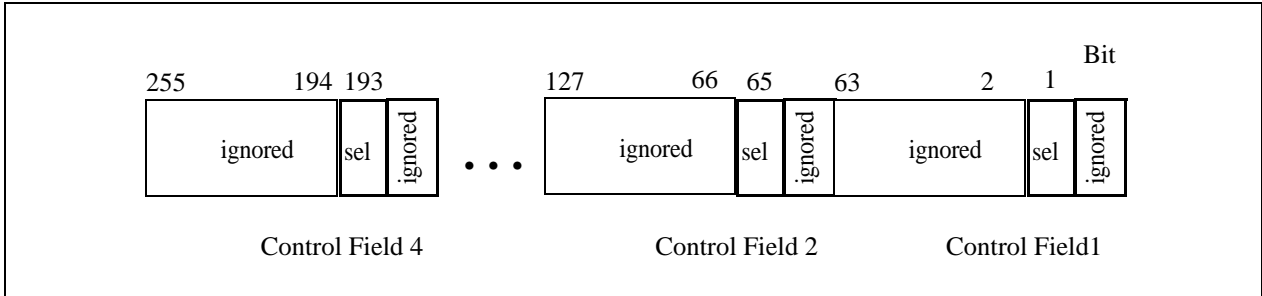 Bit
255 194 193 127 66 65 63 2 1
ignored sel ignored ... ignored sel ignored ignored sel ignored
Control Field 4 Control Field 2 Control Field1